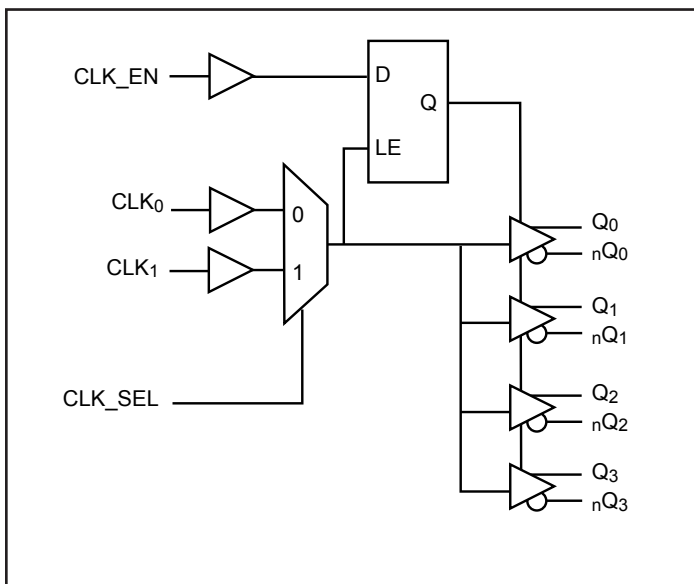 CLK_EN
D
Q
LE
CLK0
0
CLK1
1
CLK_SEL
Q0
nQ0
Q1
nQ1
Q2
nQ2
Q3
nQ3